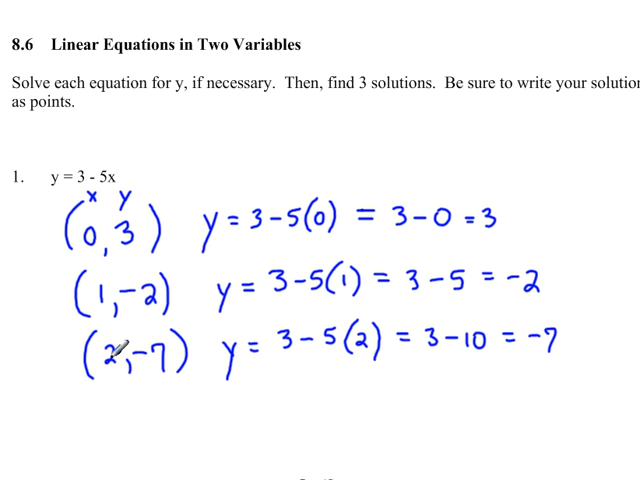 8.6 Linear Equations in Two Variables
Solve each equation for y, if necessary. Then, find 3 solutions. Be sure to write your solution
as points.
1. y = 3 - 5x
x y
(0, 3) y = 3 - 5(0) = 3 - 0 = 3
(1, -2) y = 3 - 5(1) = 3 - 5 = -2
(2, -7) y = 3 - 5(2) = 3 - 10 = -7